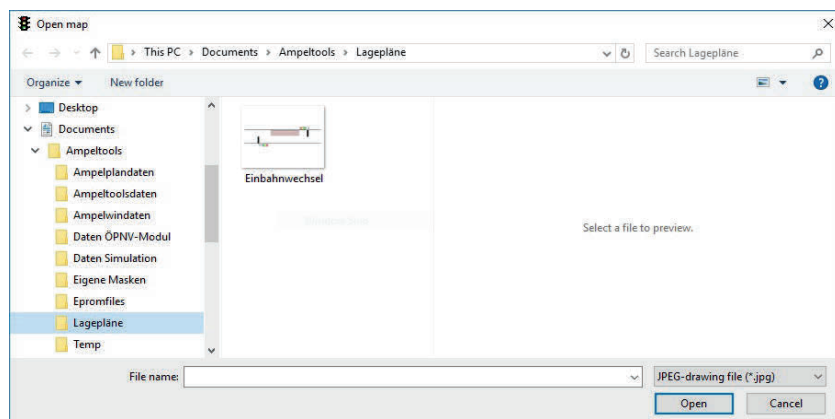 Open map
This PC > Documents > Ampeltools > Lagepläne
Search Lagepläne
Organize
New folder
Desktop
Documents
Ampeltools
Ampelplandaten
Ampeltoolsdaten
Ampelwindaten
Daten ÖPNV-Modul
Daten Simulation
Eigene Masken
Epromfiles
Lagepläne
Temp
Einbahnwechsel
Select a file to preview.
File name:
JPEG-drawing file (*.jpg)
Open
Cancel